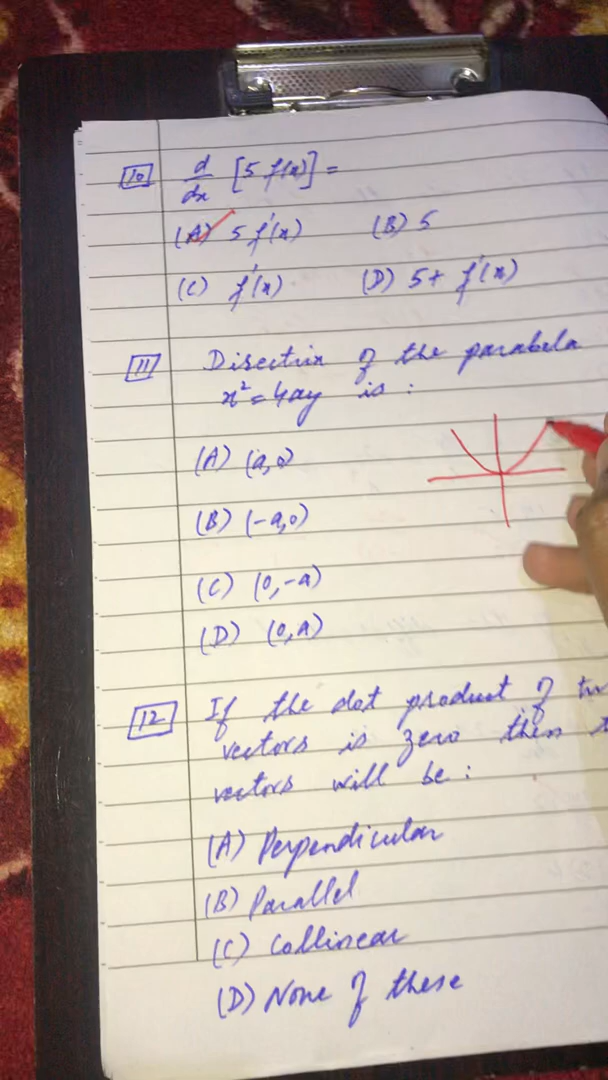 10 d/dx [5 f(x)] =
(A) 5 f'(x) (B) 5
(C) f'(x) (D) 5 + f'(x)
11 Directrix of the parabola
x² = 4ay is :
(A) (a,0)
(B) (-a,0)
(C) (0,-a)
(D) (0,a)
12 If the dot product of
vectors is zero then
vectors will be :
(A) Perpendicular
(B) Parallel
(C) Collinear
(D) None of these